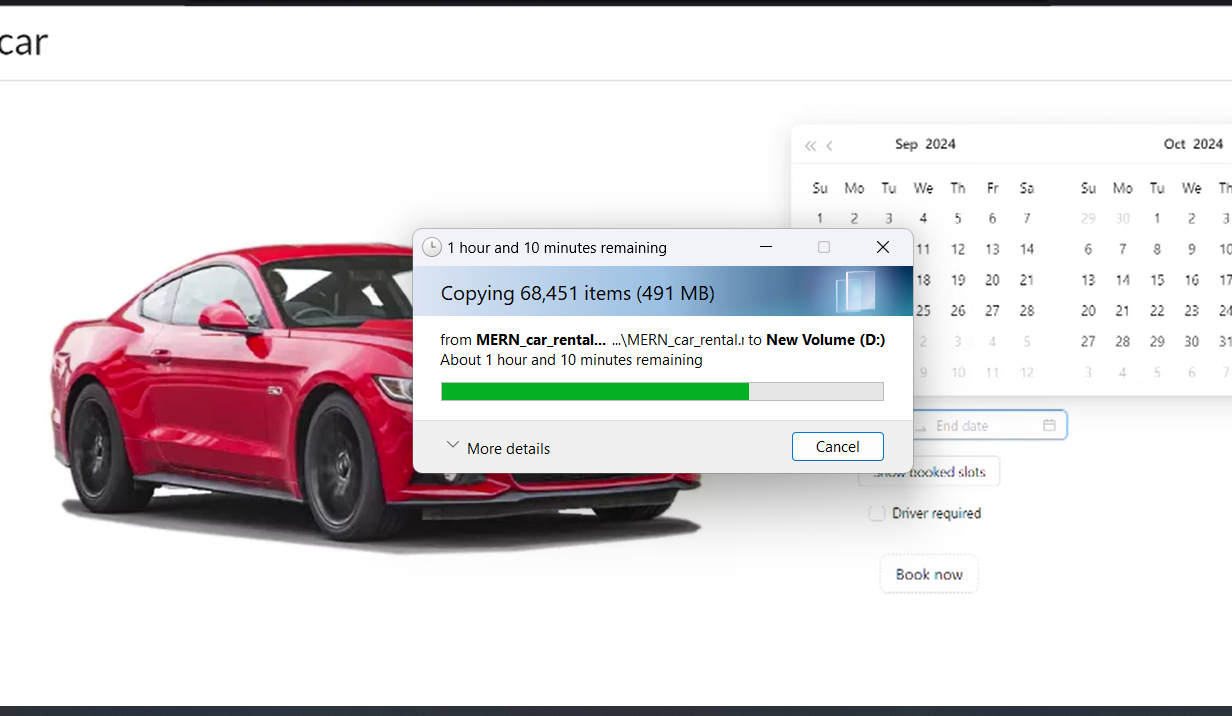 car
Sep 2024
Oct 2024
Su Mo Tu We Th Fr Sa
Su Mo Tu We Th
1 2 3 4 5 6 7
29 30 1 2 3
11 12 13 14
6 7 8 9 10
18 19 20 21
13 14 15 16 17
25 26 27 28
20 21 22 23 24
2 3 4 5
27 28 29 30 31
9 10 11 12
3 4 5 6 7
1 hour and 10 minutes remaining
Copying 68,451 items (491 MB)
from MERN_car_rental... ...\MERN_car_rental.r to New Volume (D:)
About 1 hour and 10 minutes remaining
More details
Cancel
End date
Show booked slots
Driver required
Book now